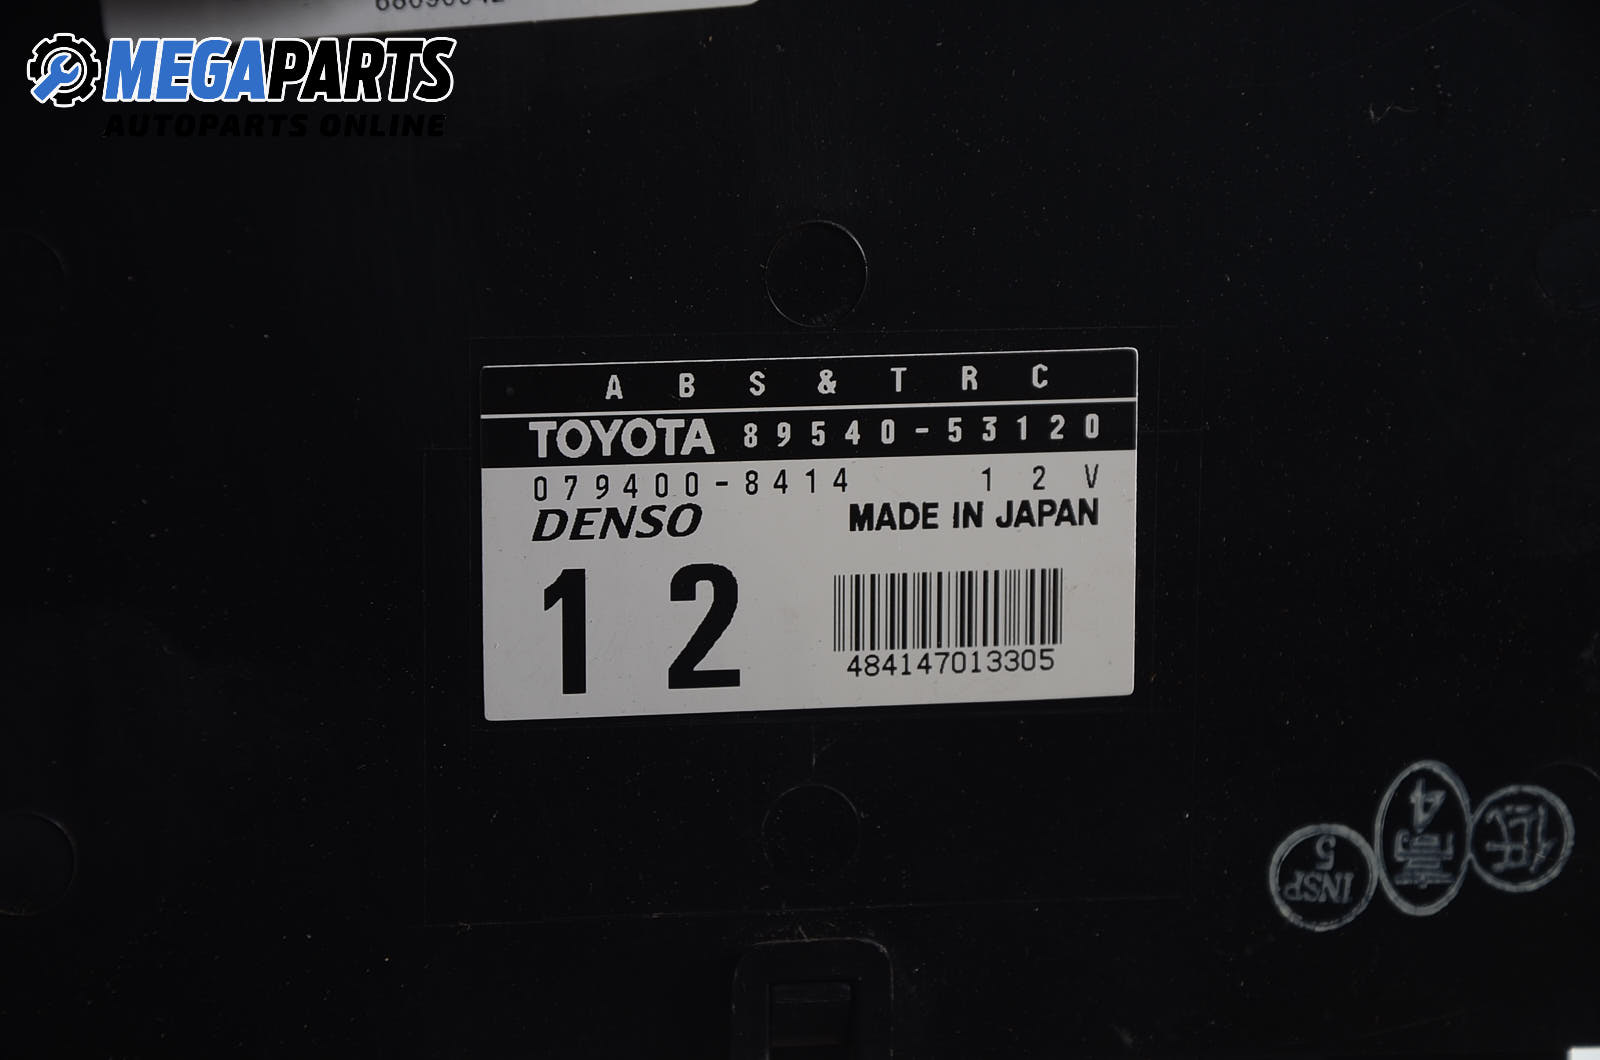 MEGAPARTS
AUTOPARTS ONLINE
ABS & TRC
TOYOTA 89540-53120
079400-8414 12V
DENSO MADE IN JAPAN
12
484147013305
4
5
INSP